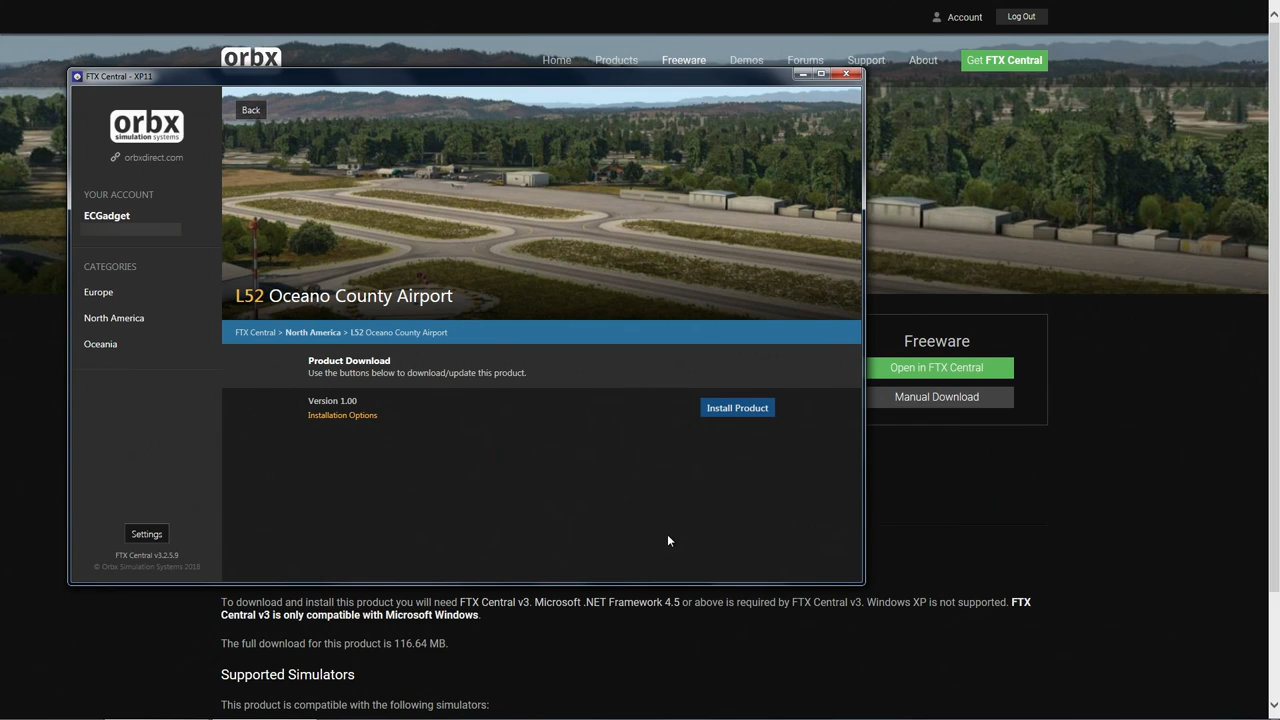 Account
Log Out
orbx
Home
Products
Freeware
Demos
Forums
Support
About
Get FTX Central
FTX Central - XP11
orbx
simulation systems
orbxdirect.com
YOUR ACCOUNT
ECGadget
CATEGORIES
Europe
North America
Oceania
Settings
FTX Central v3.2.5.9
© Orbx Simulation Systems 2018
Back
L52 Oceano County Airport
FTX Central > North America > L52 Oceano County Airport
Product Download
Use the buttons below to download/update this product.
Version 1.00
Installation Options
Install Product
Freeware
Open in FTX Central
Manual Download
To download and install this product you will need FTX Central v3. Microsoft .NET Framework 4.5 or above is required by FTX Central v3. Windows XP is not supported. FTX
Central v3 is only compatible with Microsoft Windows.
The full download for this product is 116.64 MB.
Supported Simulators
This product is compatible with the following simulators: